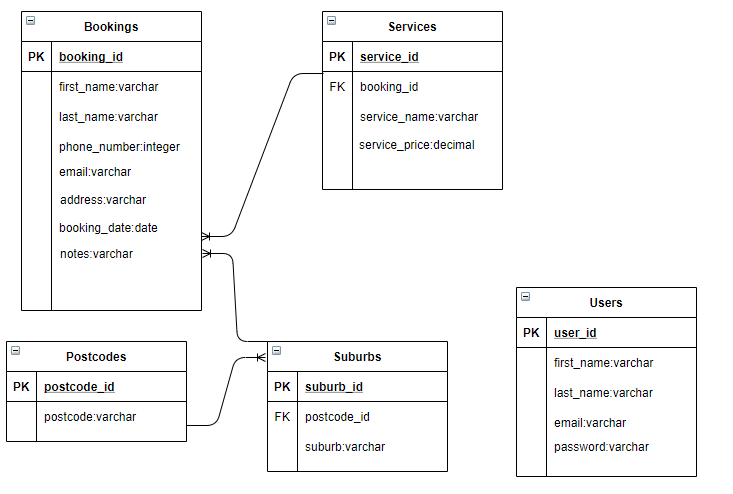 Bookings
PK booking_id
first_name:varchar
last_name:varchar
phone_number:integer
email:varchar
address:varchar
booking_date:date
notes:varchar
Services
PK service_id
FK booking_id
service_name:varchar
service_price:decimal
Postcodes
PK postcode_id
postcode:varchar
Suburbs
PK suburb_id
FK postcode_id
suburb:varchar
Users
PK user_id
first_name:varchar
last_name:varchar
email:varchar
password:varchar